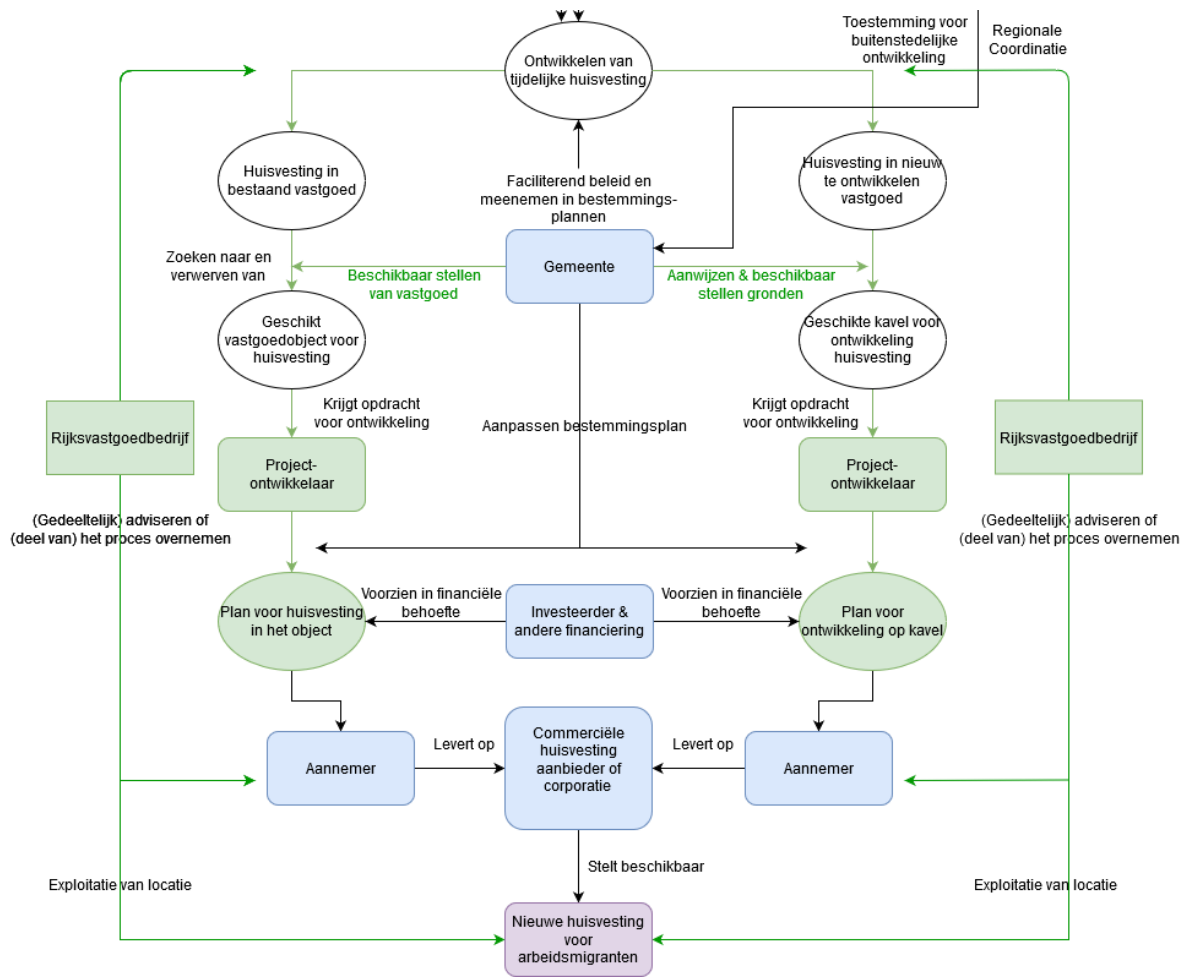 Toestemming voor
buitenstedelijke
ontwikkeling
Regionale
Coordinatie
Ontwikkelen van
tijdelijke huisvesting
Huisvesting in
bestaand vastgoed
Faciliterend beleid en
meenemen in bestemmings-
plannen
Huisvesting in nieuw
te ontwikkelen
vastgoed
Zoeken naar en
verwerven van
Beschikbaar stellen
van vastgoed
Gemeente
Aanwijzen & beschikbaar
stellen gronden
Geschikt
vastgoedobject voor
huisvesting
Geschikte kavel voor
ontwikkeling
huisvesting
Krijgt opdracht
voor ontwikkeling
Aanpassen bestemmingsplan
Krijgt opdracht
voor ontwikkeling
Rijksvastgoedbedrijf
Project-
ontwikkelaar
Project-
ontwikkelaar
Rijksvastgoedbedrijf
(Gedeeltelijk) adviseren of
(deel van) het proces overnemen
(Gedeeltelijk) adviseren of
(deel van) het proces overnemen
Plan voor huisvesting
in het object
Voorzien in financiële
behoefte
Investeerder &
andere financiering
Voorzien in financiële
behoefte
Plan voor
ontwikkeling op kavel
Aannemer
Levert op
Commerciële
huisvesting
aanbieder of
corporatie
Levert op
Aannemer
Stelt beschikbaar
Exploitatie van locatie
Exploitatie van locatie
Nieuwe huisvesting
voor
arbeidsmigranten